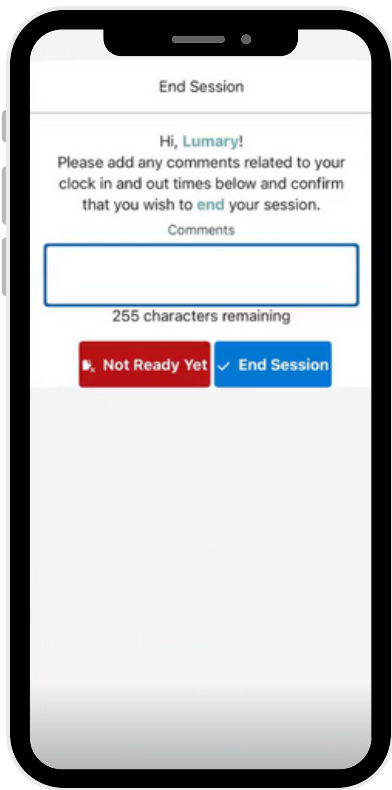 End Session
Hi, Lumary!
Please add any comments related to your
clock in and out times below and confirm
that you wish to end your session.
Comments
255 characters remaining
Not Ready Yet
End Session